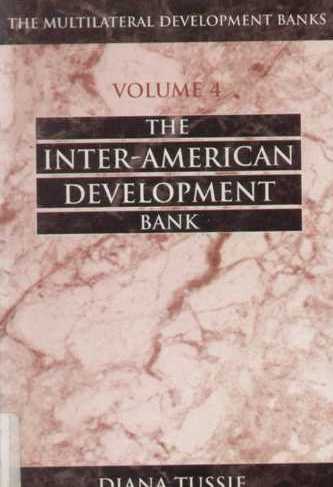 THE MULTILATERAL DEVELOPMENT BANKS
VOLUME 4
THE
INTER-AMERICAN
DEVELOPMENT
BANK
DIANA TUSSIE